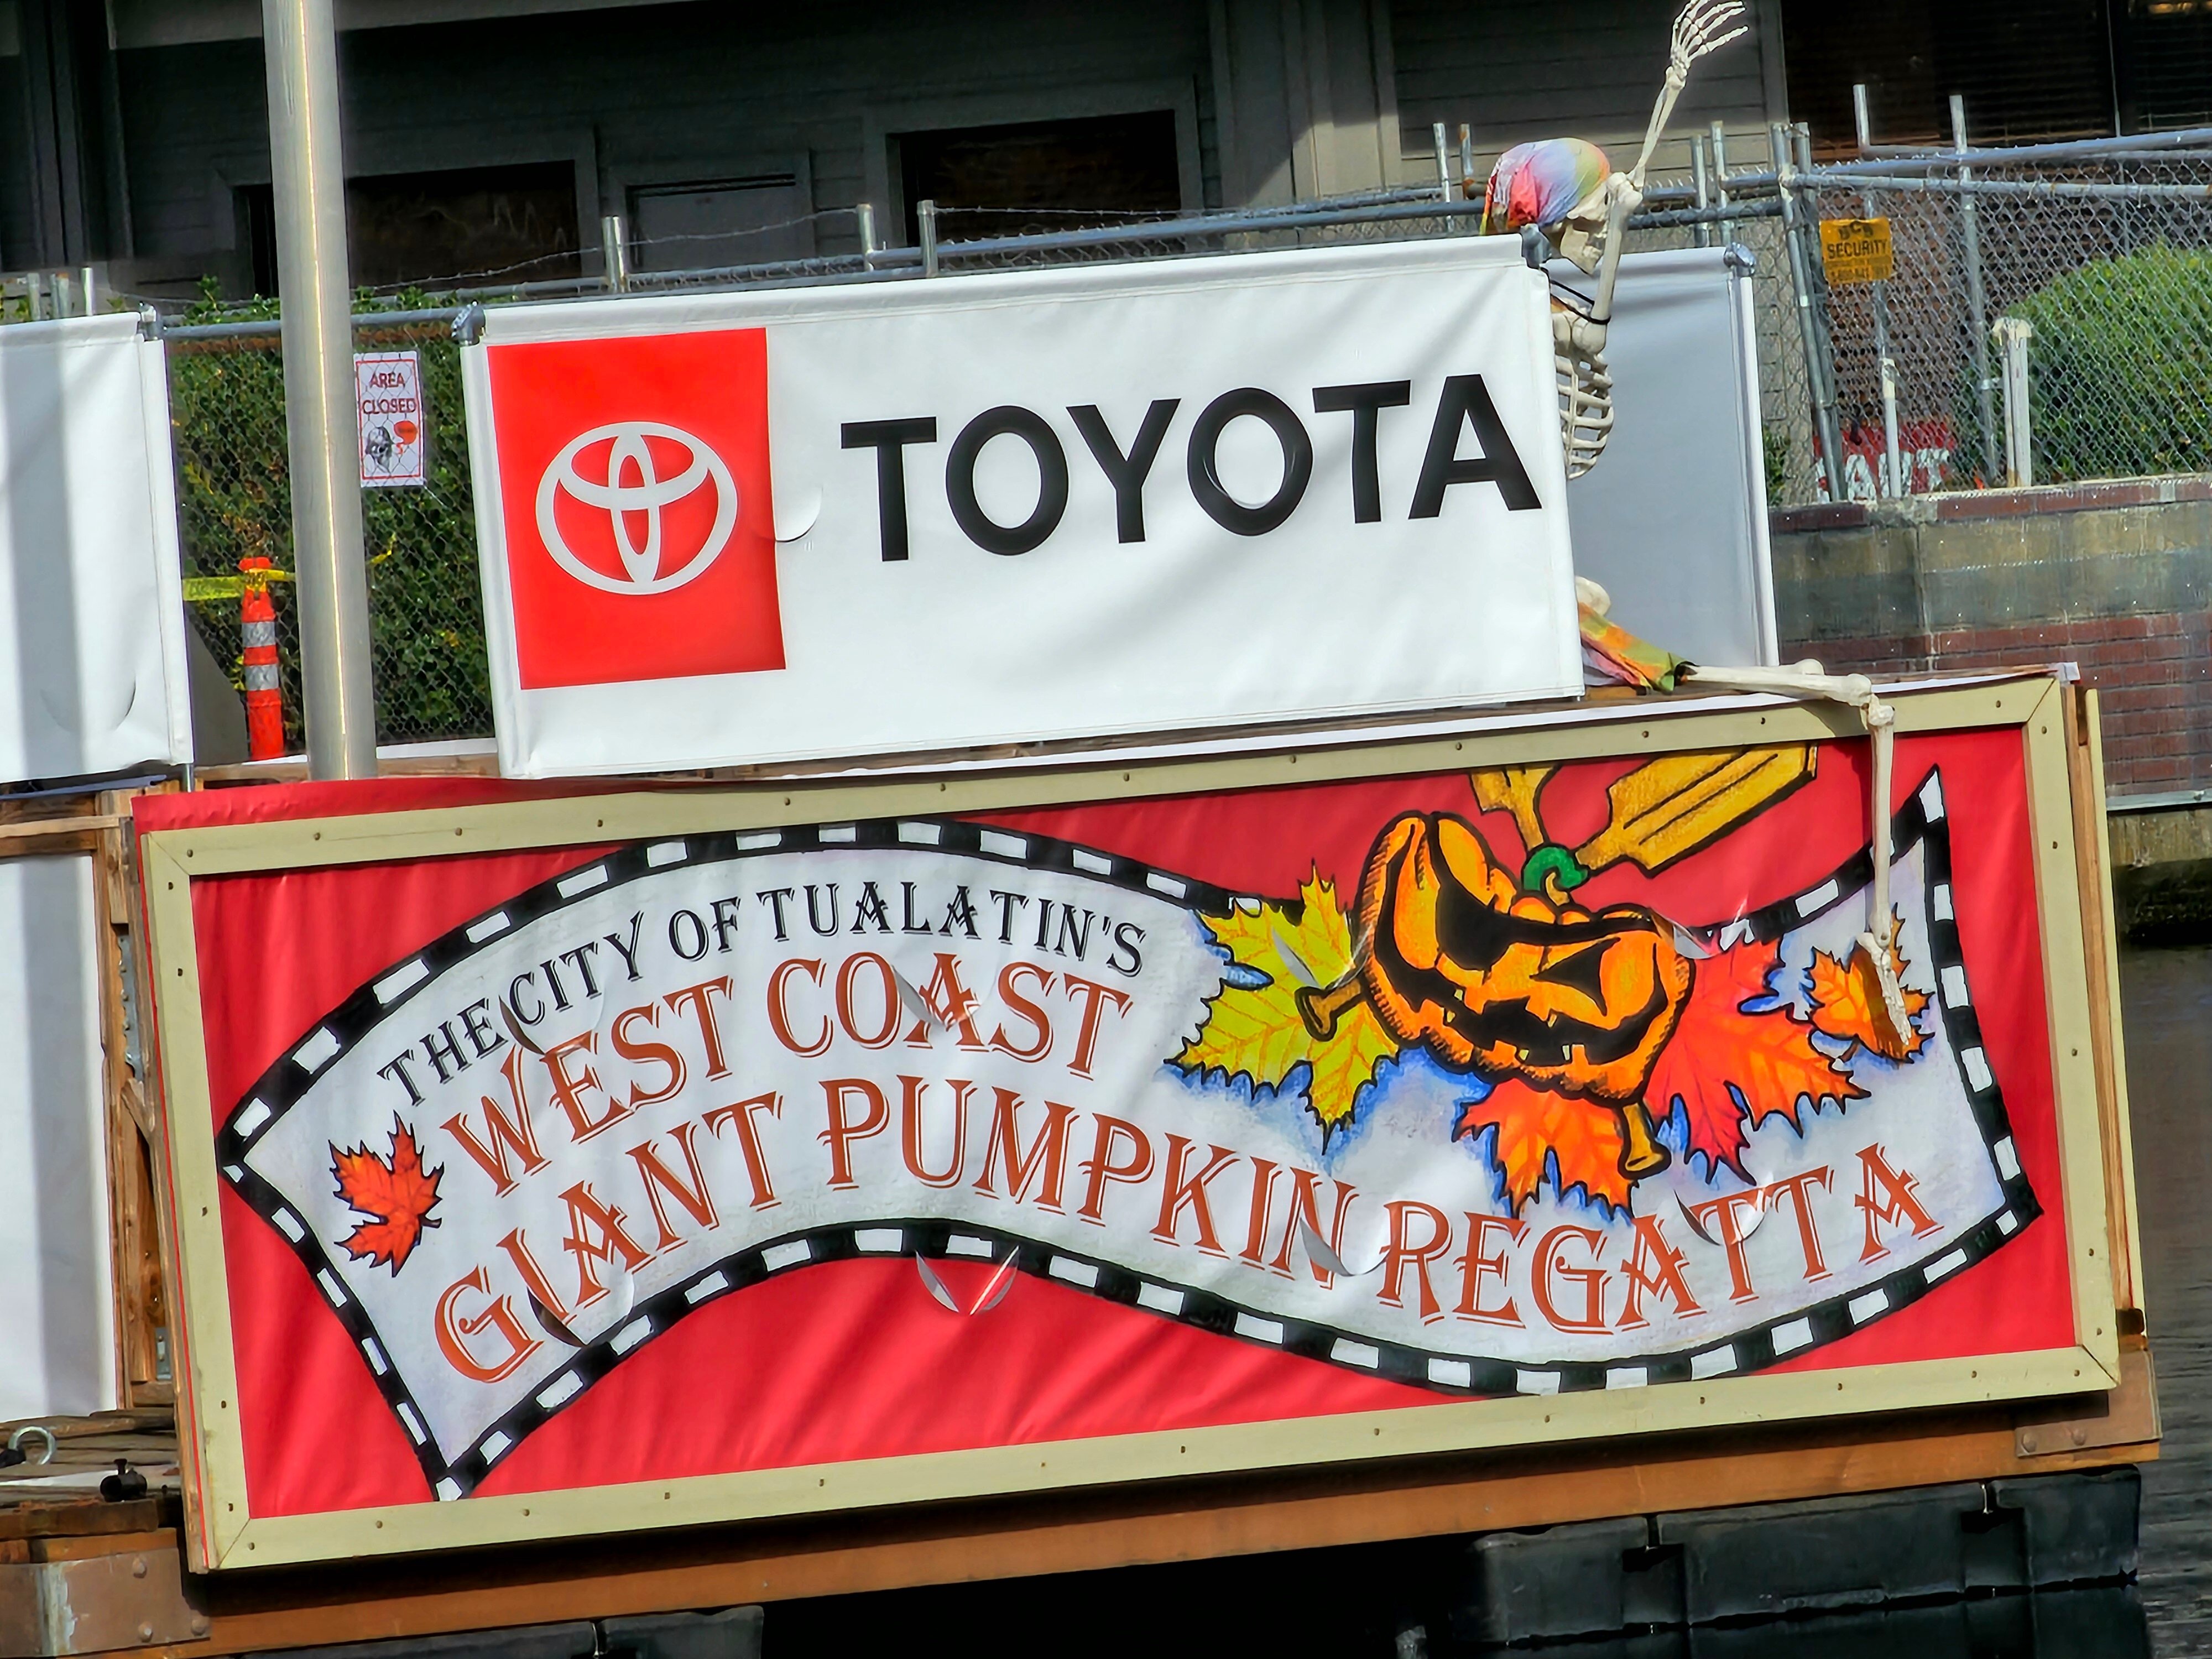 SECURITY
AREA
CLOSED
TOYOTA
THE CITY OF TUALATIN'S
WEST COAST
GIANT PUMPKIN REGATTA